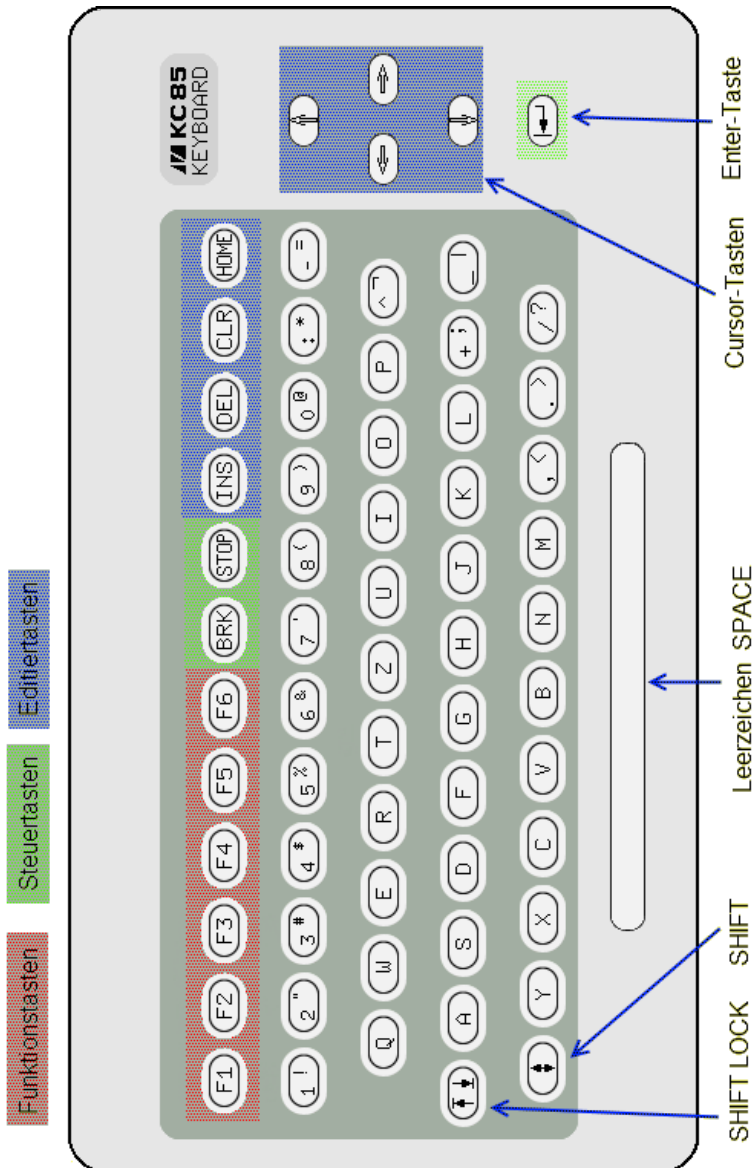 Funktionstasten Steuertasten Editiertasten
KC 85
KEYBOARD
F1 F2 F3 F4 F5 F6 BRK STOP INS DEL CLR HOME
1! 2" 3# 4$ 5% 6& 7' 8( 9) 0@ :* -=
Q W E R T Z U I O P ^¬
A S D F G H J K L +; _|
Y X C V B N M ,< .> /?
SHIFT LOCK SHIFT Leerzeichen SPACE Cursor-Tasten Enter-Taste